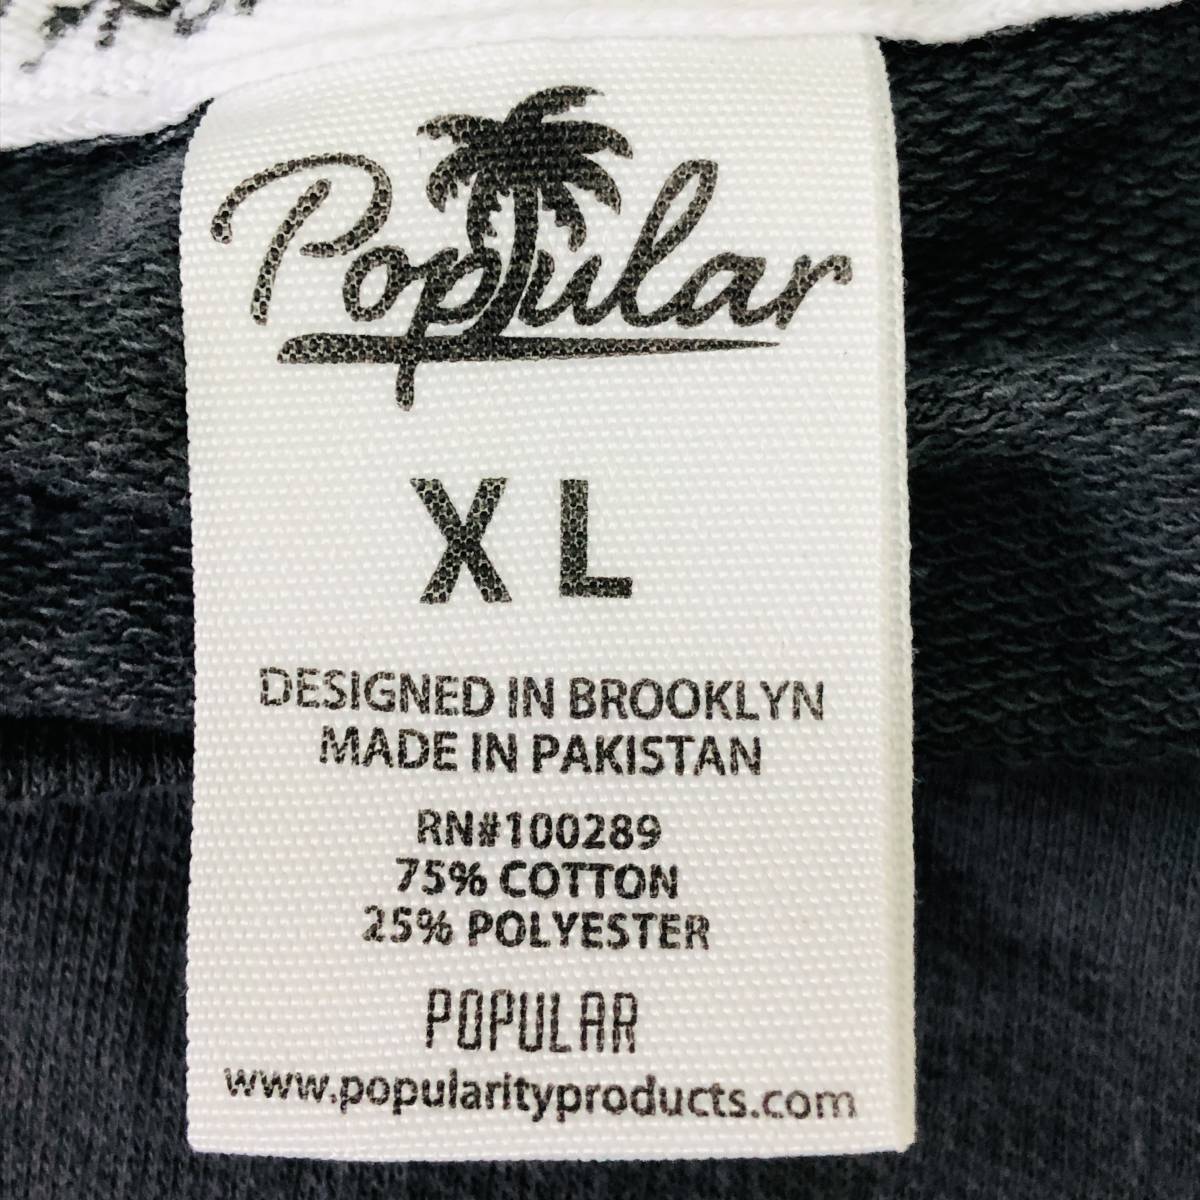 Popular
XL
DESIGNED IN BROOKLYN
MADE IN PAKISTAN
RN#100289
75% COTTON
25% POLYESTER
POPULAR
www.popularityproducts.com